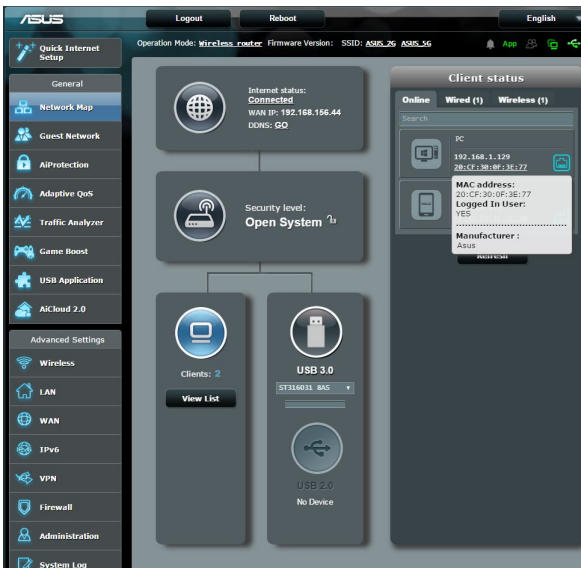 ASUS
Logout
Reboot
English
Quick Internet
Setup
Operation Mode: Wireless router Firmware Version: SSID: ASUS_2G ASUS_5G
App
General
Network Map
Guest Network
AiProtection
Adaptive QoS
Traffic Analyzer
Game Boost
USB Application
AiCloud 2.0
Advanced Settings
Wireless
LAN
WAN
IPv6
VPN
Firewall
Administration
System Log
Internet status:
Connected
WAN IP: 192.168.156.44
DDNS: GO
Security level:
Open System
Clients: 2
View List
USB 3.0
ST316031 8AS
USB 2.0
No Device
Client status
Online
Wired (1)
Wireless (1)
Search
PC
192.168.1.129
20:CF:30:0F:3E:77
MAC address:
20:CF:30:0F:3E:77
Logged In User:
YES
Manufacturer :
Asus
Refresh